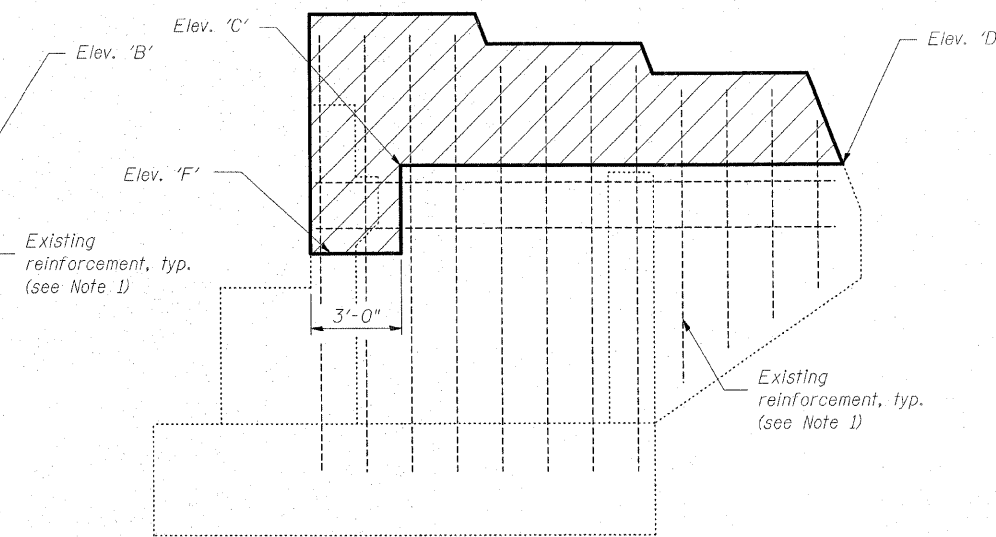 Elev. 'C'
Elev. 'B'
Elev. 'D
Elev. 'F'
Existing
reinforcement, typ.
(see Note 1)
3'-0"
Existing
reinforcement, typ.
(see Note 1)